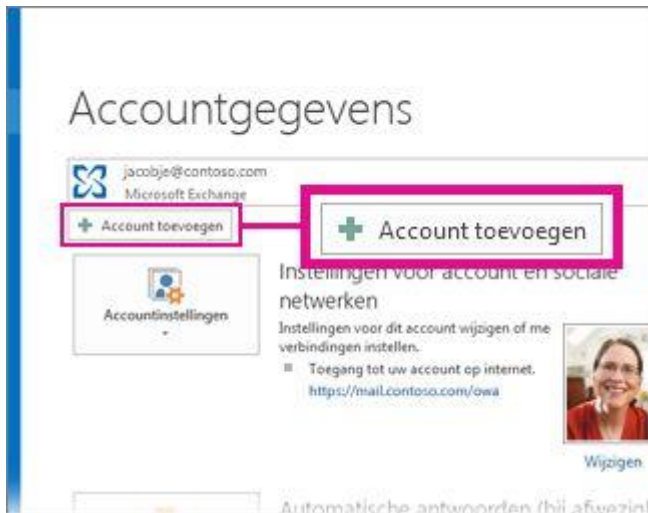 Accountgegevens
jacobje@contoso.com
Microsoft Exchange
Account toevoegen
Account toevoegen
Accountinstellingen
Instellingen voor account en sociale
netwerken
Instellingen voor dit account wijzigen of me
verbindingen instellen.
Toegang tot uw account op internet.
https://mail.contoso.com/owa
Wijzigen
Automatische antwoorden (bij afwezigh